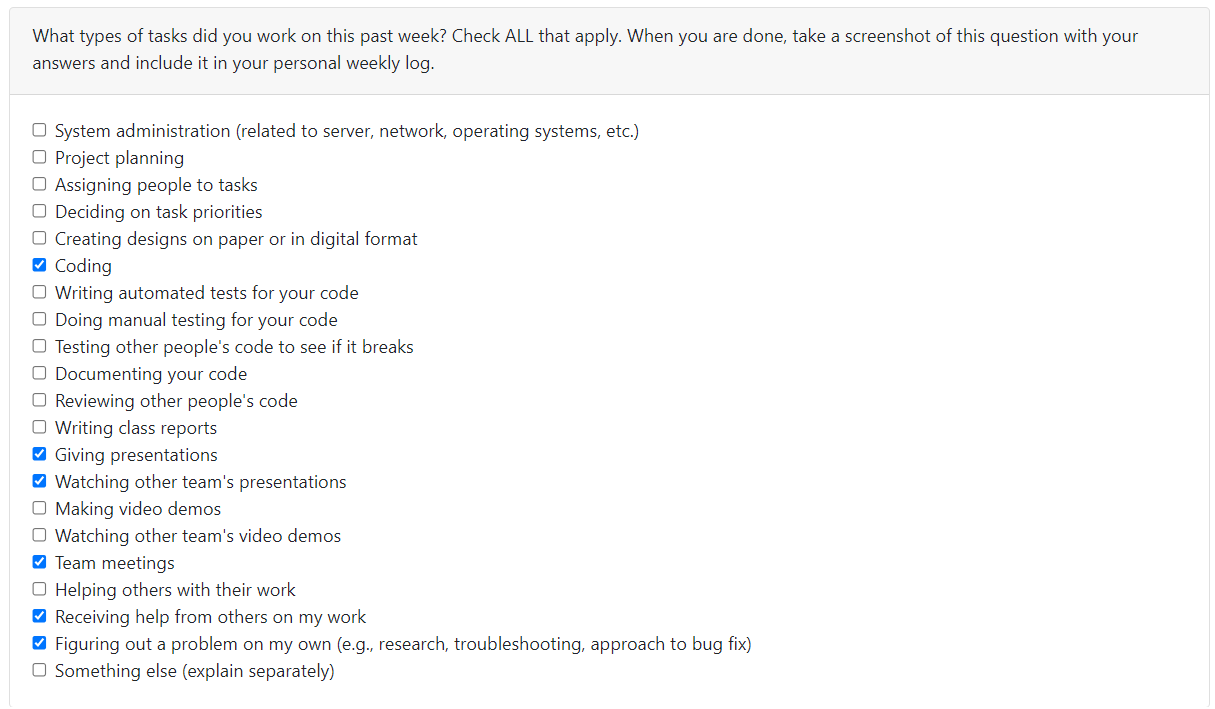 What types of tasks did you work on this past week? Check ALL that apply. When you are done, take a screenshot of this question with your
answers and include it in your personal weekly log.
System administration (related to server, network, operating systems, etc.)
Project planning
Assigning people to tasks
Deciding on task priorities
Creating designs on paper or in digital format
Coding
Writing automated tests for your code
Doing manual testing for your code
Testing other people's code to see if it breaks
Documenting your code
Reviewing other people's code
Writing class reports
Giving presentations
Watching other team's presentations
Making video demos
Watching other team's video demos
Team meetings
Helping others with their work
Receiving help from others on my work
Figuring out a problem on my own (e.g., research, troubleshooting, approach to bug fix)
Something else (explain separately)